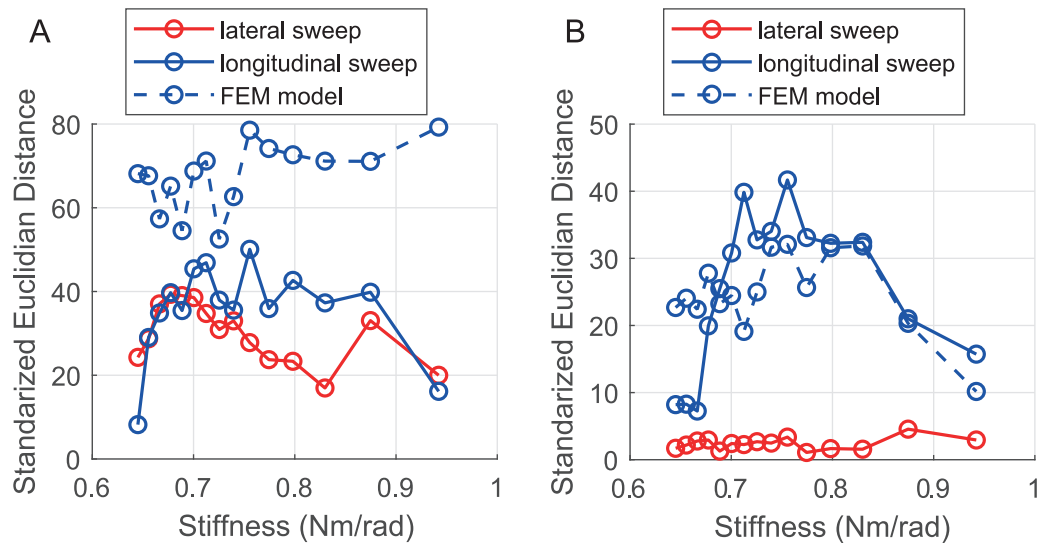 A
lateral sweep
longitudinal sweep
FEM model
Standarized Euclidian Distance
80
60
40
20
0
0.6
0.7
0.8
0.9
1
Stiffness (Nm/rad)
B
lateral sweep
longitudinal sweep
FEM model
Standarized Euclidian Distance
50
40
30
20
10
0
0.6
0.7
0.8
0.9
1
Stiffness (Nm/rad)